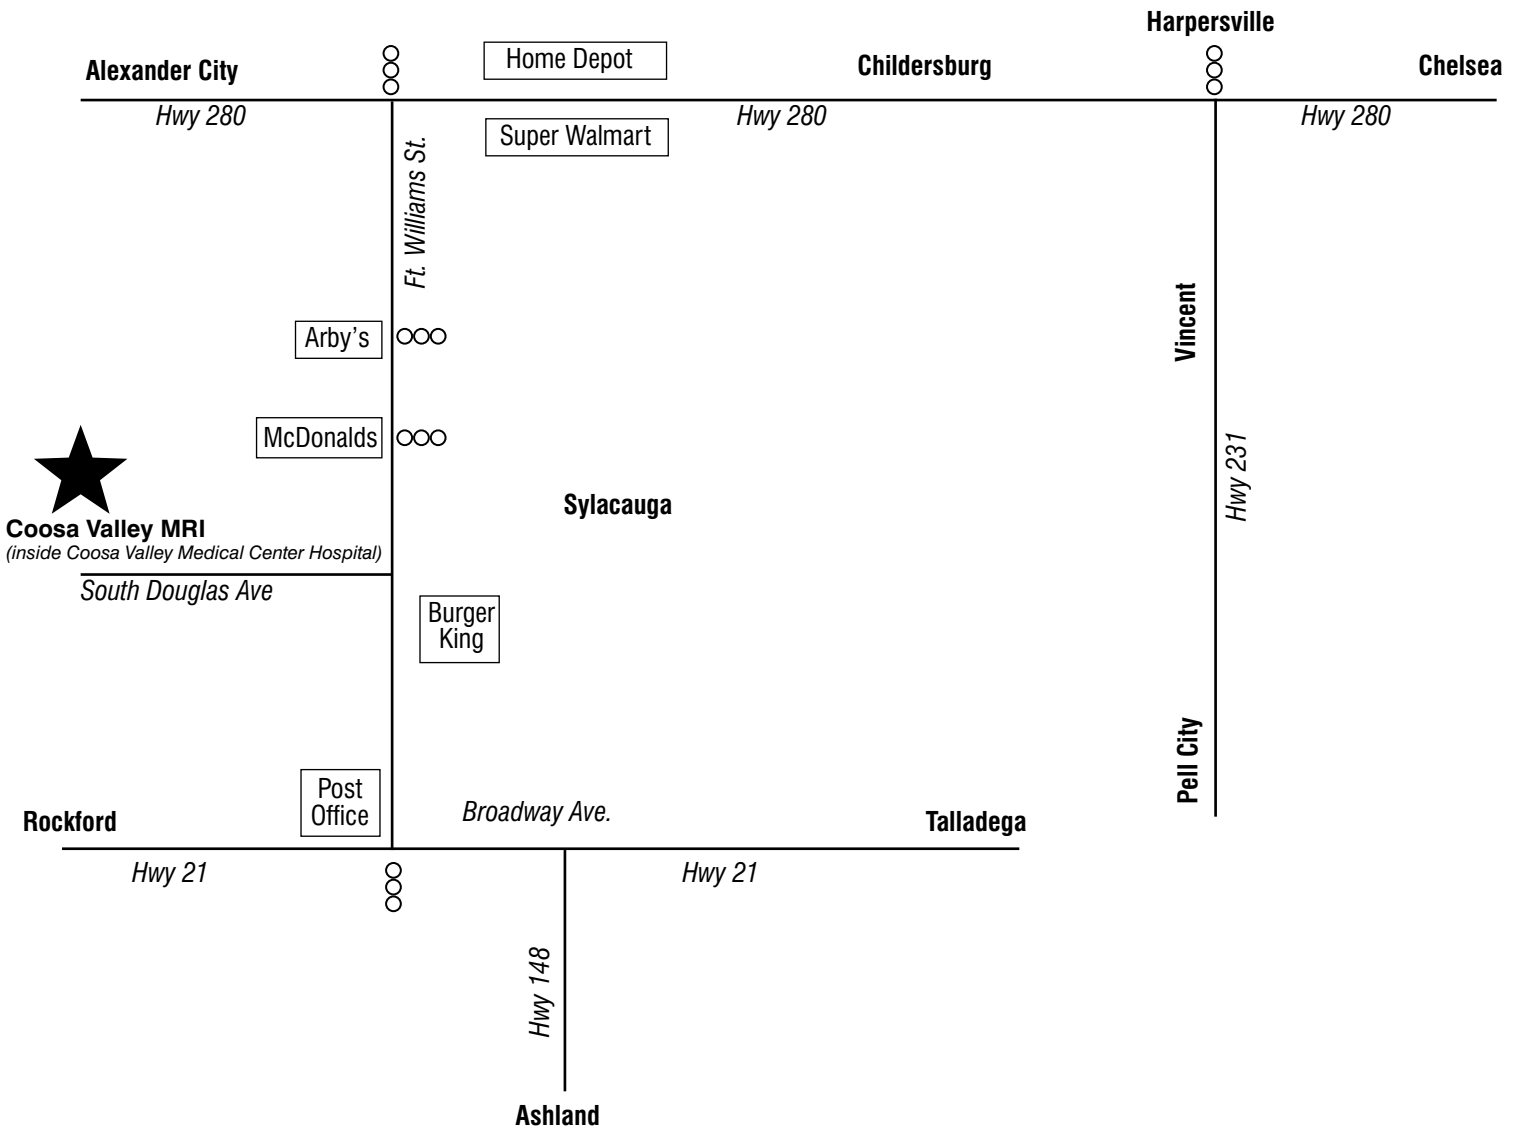 Harpersville
Alexander City
Home Depot
Childersburg
Chelsea
Hwy 280
Hwy 280
Hwy 280
Super Walmart
Ft. Williams St.
Arby's
Vincent
McDonalds
Hwy 231
Sylacauga
Coosa Valley MRI
(inside Coosa Valley Medical Center Hospital)
South Douglas Ave
Burger
King
Pell City
Post
Office
Broadway Ave.
Rockford
Talladega
Hwy 21
Hwy 21
Hwy 148
Ashland